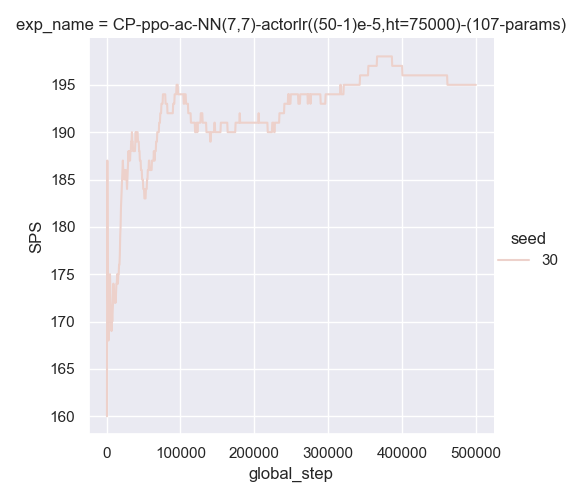 exp_name = CP-ppo-ac-NN(7,7)-actorlr((50-1)e-5,ht=75000)-(107-params)
195
190
185
180
175
170
165
160
SPS
seed
30
0 100000 200000 300000 400000 500000
global_step